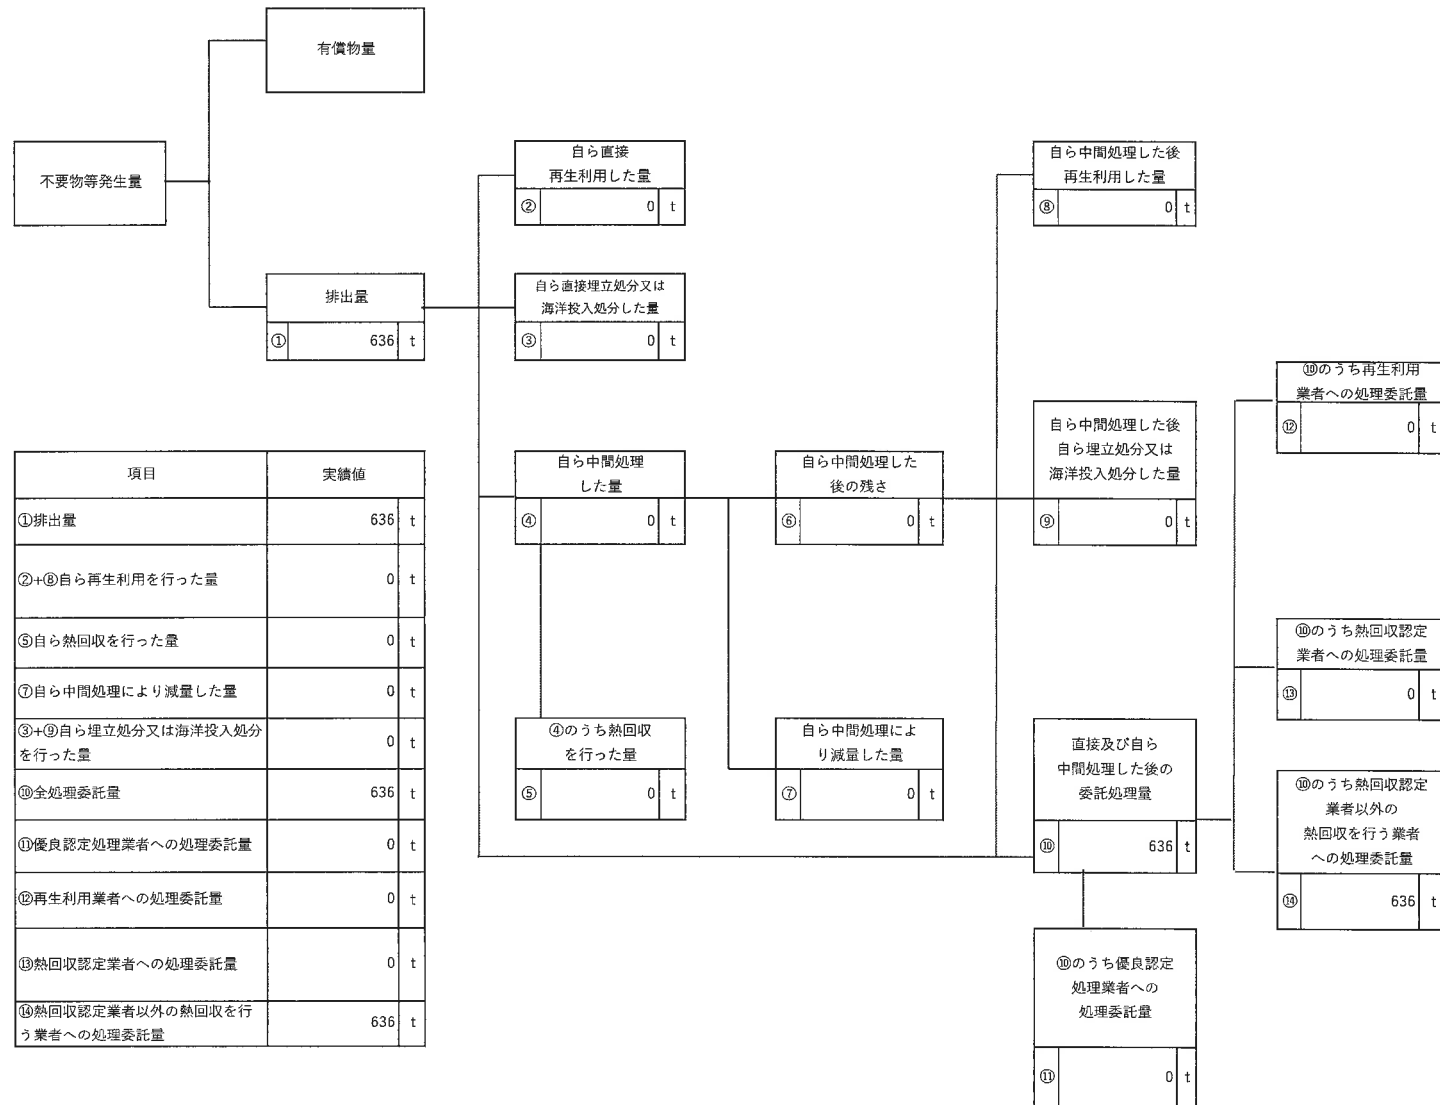 有償物量
不要物等発生量
排出量
① 636 t
自ら直接
再生利用した量
② 0 t
自ら直接埋立処分又は
海洋投入処分した量
③ 0 t
自ら中間処理
した量
④ 0 t
④のうち熱回収
を行った量
⑤ 0 t
自ら中間処理した
後の残さ
⑥ 0 t
自ら中間処理によ
り減量した量
⑦ 0 t
自ら中間処理した後
再生利用した量
⑧ 0 t
自ら中間処理した後
自ら埋立処分又は
海洋投入処分した量
⑨ 0 t
直接及び自ら
中間処理した後の
委託処理量
⑩ 636 t
⑩のうち優良認定
処理業者への
処理委託量
⑪ 0 t
⑩のうち再生利用
業者への処理委託量
⑫ 0 t
⑩のうち熱回収認定
業者への処理委託量
⑬ 0 t
⑩のうち熱回収認定
業者以外の
熱回収を行う業者
への処理委託量
⑭ 636 t
項目 実績値
①排出量 636 t
②+⑧自ら再生利用を行った量 0 t
⑤自ら熱回収を行った量 0 t
⑦自ら中間処理により減量した量 0 t
③+⑨自ら埋立処分又は海洋投入処分
を行った量 0 t
⑩全処理委託量 636 t
⑪優良認定処理業者への処理委託量 0 t
⑫再生利用業者への処理委託量 0 t
⑬熱回収認定業者への処理委託量 0 t
⑭熱回収認定業者以外の熱回収を行
う業者への処理委託量 636 t